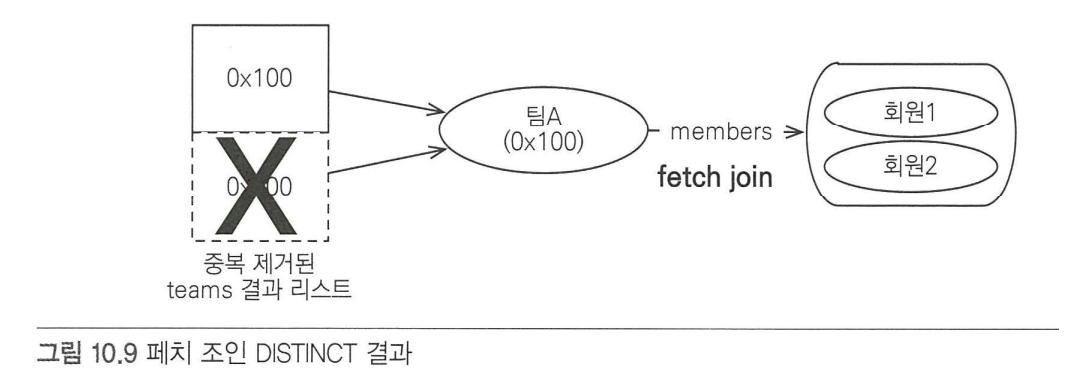 0x100
팀A
(0x100)
members
fetch join
회원1
회원2
중복 제거된
teams 결과 리스트
그림 10.9 페치 조인 DISTINCT 결과